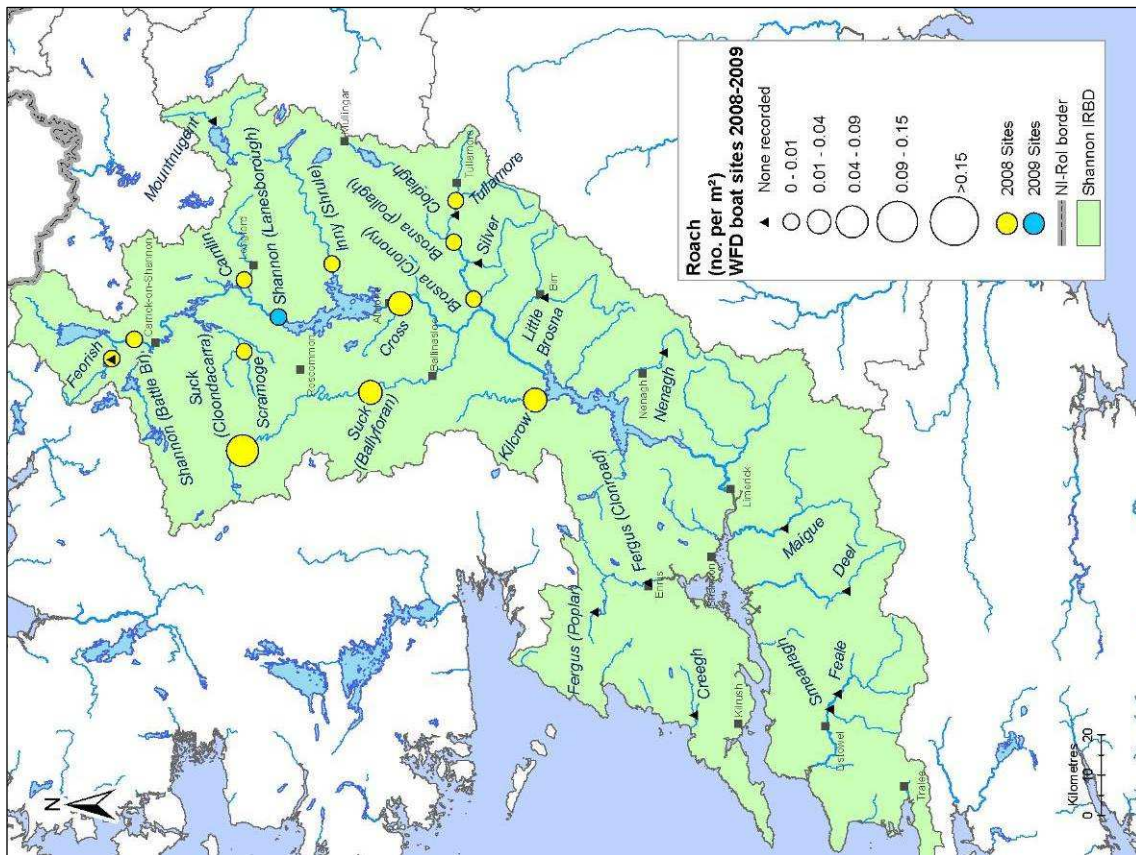 N
Feorish
Carrick-on-Shannon
Shannon (Battle Br)
Camlin
Longford
Mountnugent
Shannon (Lanesborough)
Suck
(Cloondacarra)
Scramoge
Roscommon
Inny (Shrule)
Mullingar
Suck
(Ballyforan)
Cross
Ballinasloe
Brosna (Clonony)
Brosna (Pollagh)
Clodiagh
Tullamore
Tullamore
Silver
Kilcrow
Little
Brosna
Birr
Nenagh
Nenagh
Fergus (Clonroad)
Fergus (Poplar)
Ennis
Shannon
Limerick
Creegh
Kilrush
Maigue
Deel
Smearlagh
Feale
Listowel
Tralee
Kilometres
0 10 20
Roach
(no. per m²)
WFD boat sites 2008-2009
None recorded
0 - 0.01
0.01 - 0.04
0.04 - 0.09
0.09 - 0.15
>0.15
2008 Sites
2009 Sites
NI-RoI border
Shannon IRBD